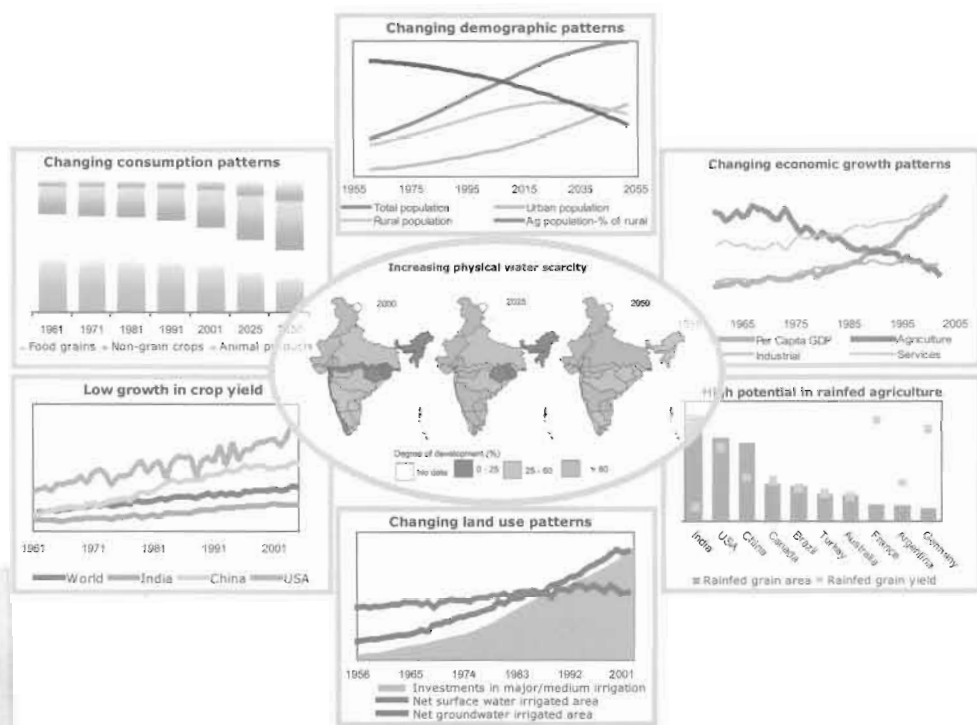 Changing demographic patterns
1955 1975 1995 2015 2035 2055
Total population Urban population
Rural population Ag population-% of rural
Changing consumption patterns
1961 1971 1981 1991 2001 2025
Food grains Non-grain crops Animal products
Changing economic growth patterns
1965 1975 1985 1995 2005
Per Capita GDP Agriculture
Industrial Services
Increasing physical water scarcity
2000 2025 2050
Degree of development (%)
No data 0 - 25 25 - 60 > 60
Low growth in crop yield
1961 1971 1981 1991 2001
World India China USA
High potential in rainfed agriculture
India USA China Canada Brazil Turkey Australia France Argentina Germany
Rainfed grain area Rainfed grain yield
Changing land use patterns
1956 1965 1974 1983 1992 2001
Investments in major/medium irrigation
Net surface water irrigated area
Net groundwater irrigated area